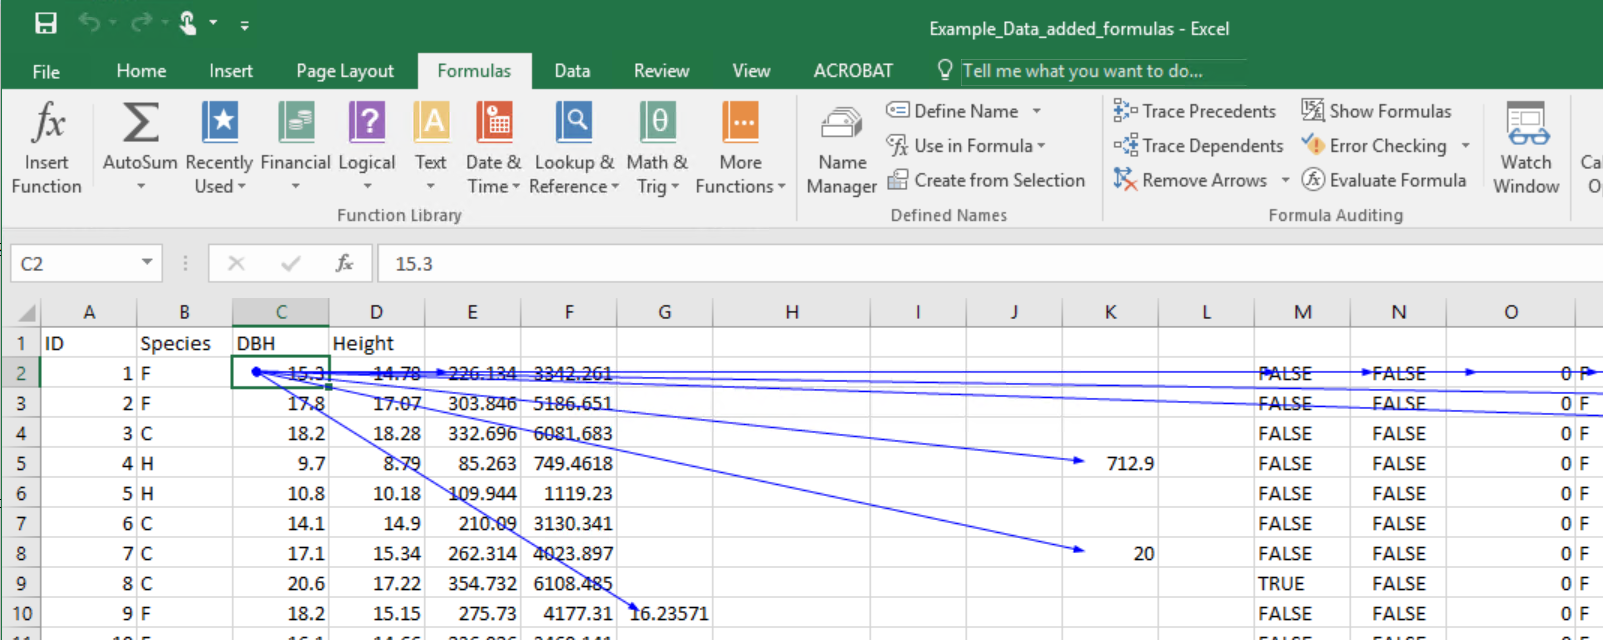 Example_Data_added_formulas - Excel
File Home Insert Page Layout Formulas Data Review View ACROBAT Tell me what you want to do...
fx Insert Function
AutoSum
Recently Used
Financial
Logical
Text
Date & Time
Lookup & Reference
Math & Trig
More Functions
Function Library
Name Manager
Define Name
Use in Formula
Create from Selection
Defined Names
Trace Precedents
Trace Dependents
Remove Arrows
Show Formulas
Error Checking
Evaluate Formula
Formula Auditing
Watch Window
C2 fx 15.3
A B C D E F G H I J K L M N O
1 ID Species DBH Height
2 1 F 15.3 14.78 226.134 3342.261 FALSE FALSE 0 F
3 2 F 17.8 17.07 303.846 5186.651 FALSE FALSE 0 F
4 3 C 18.2 18.28 332.696 6081.683 FALSE FALSE 0 F
5 4 H 9.7 8.79 85.263 749.4618 712.9 FALSE FALSE 0 F
6 5 H 10.8 10.18 109.944 1119.23 FALSE FALSE 0 F
7 6 C 14.1 14.9 210.09 3130.341 FALSE FALSE 0 F
8 7 C 17.1 15.34 262.314 4023.897 20 FALSE FALSE 0 F
9 8 C 20.6 17.22 354.732 6108.485 TRUE FALSE 0 F
10 9 F 18.2 15.15 275.73 4177.31 16.23571 FALSE FALSE 0 F